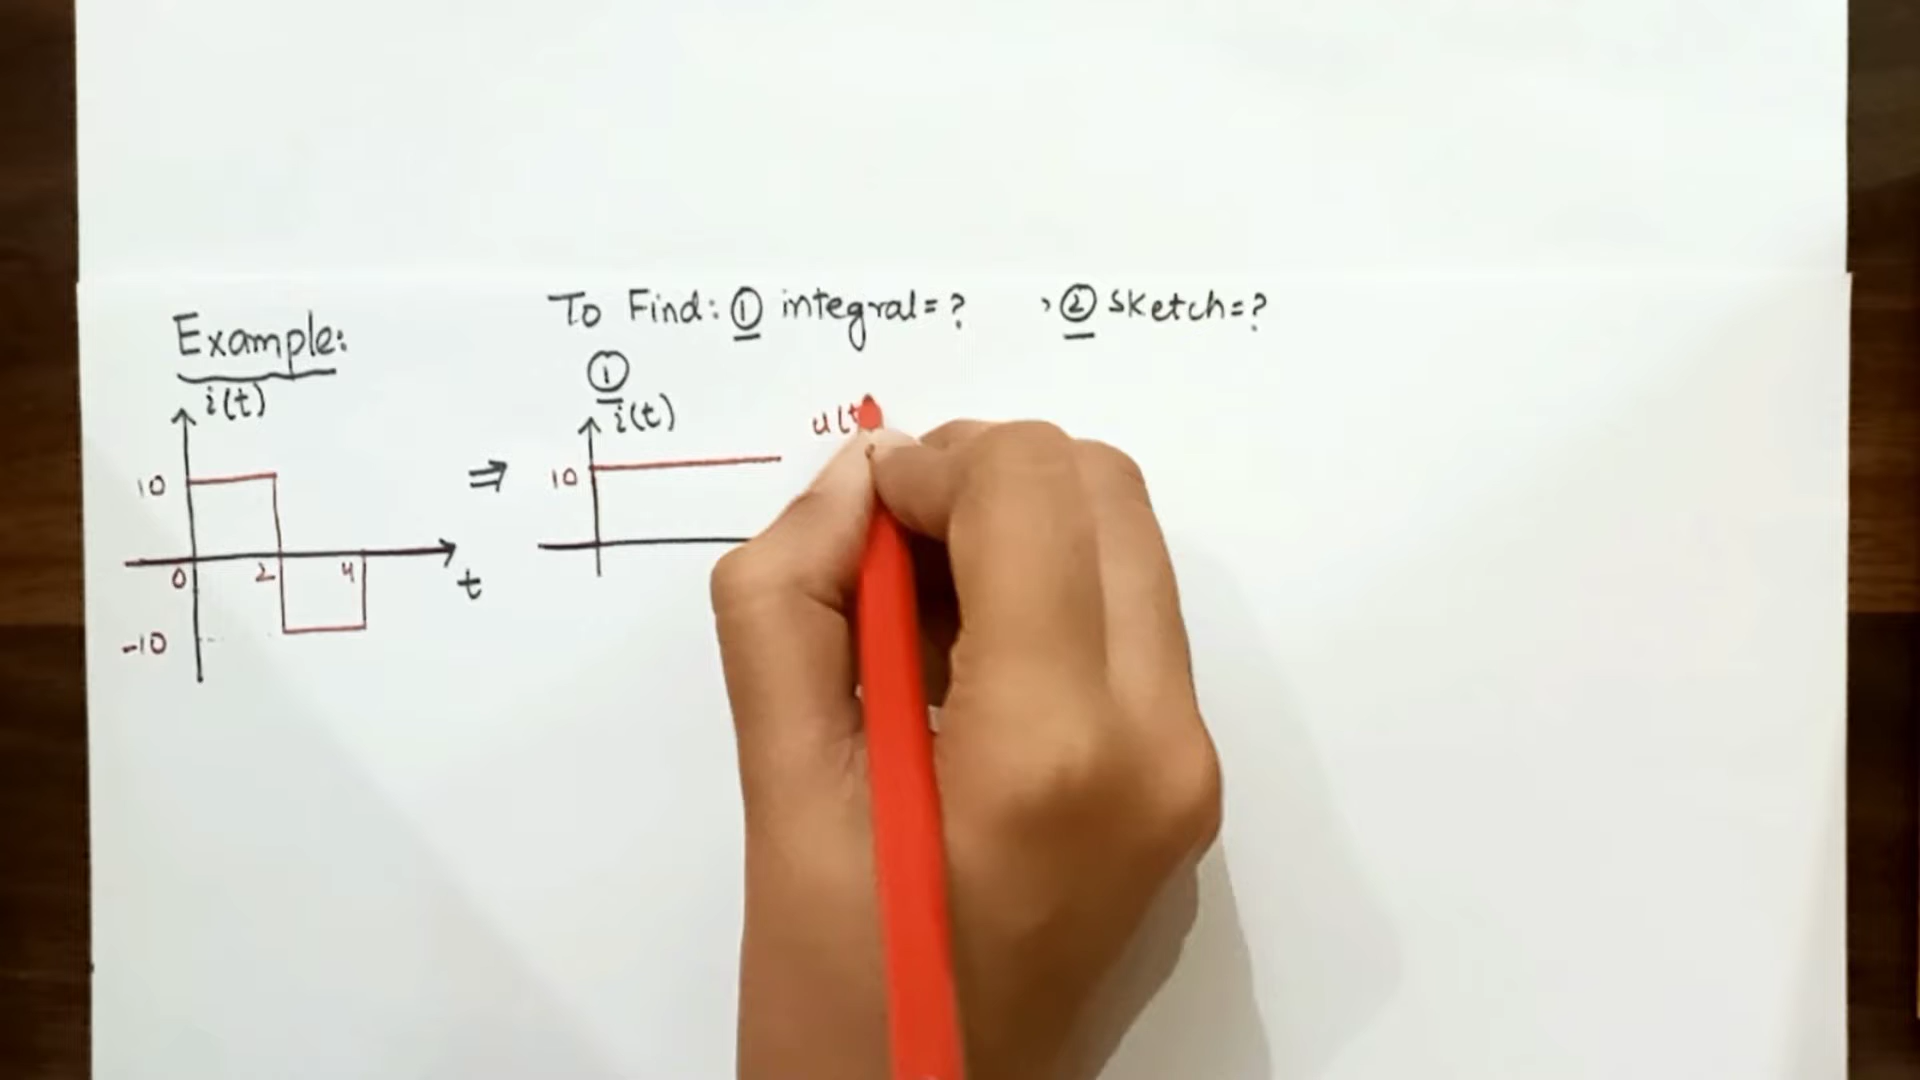 To Find: ① integral=? , ② sketch=?
Example:
①
i(t)
i(t)
u(t
10
10
0 2 4
t
-10